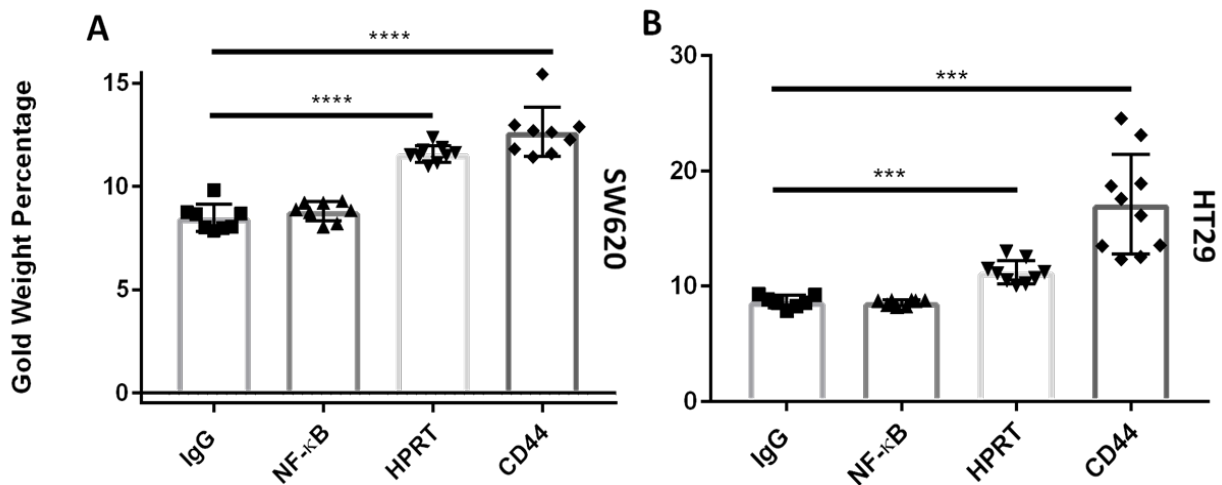 A
Gold Weight Percentage
15
10
5
0
****
****
IgG
NF-κB
HPRT
CD44
SW620
B
30
20
10
0
***
***
IgG
NF-κB
HPRT
CD44
HT29